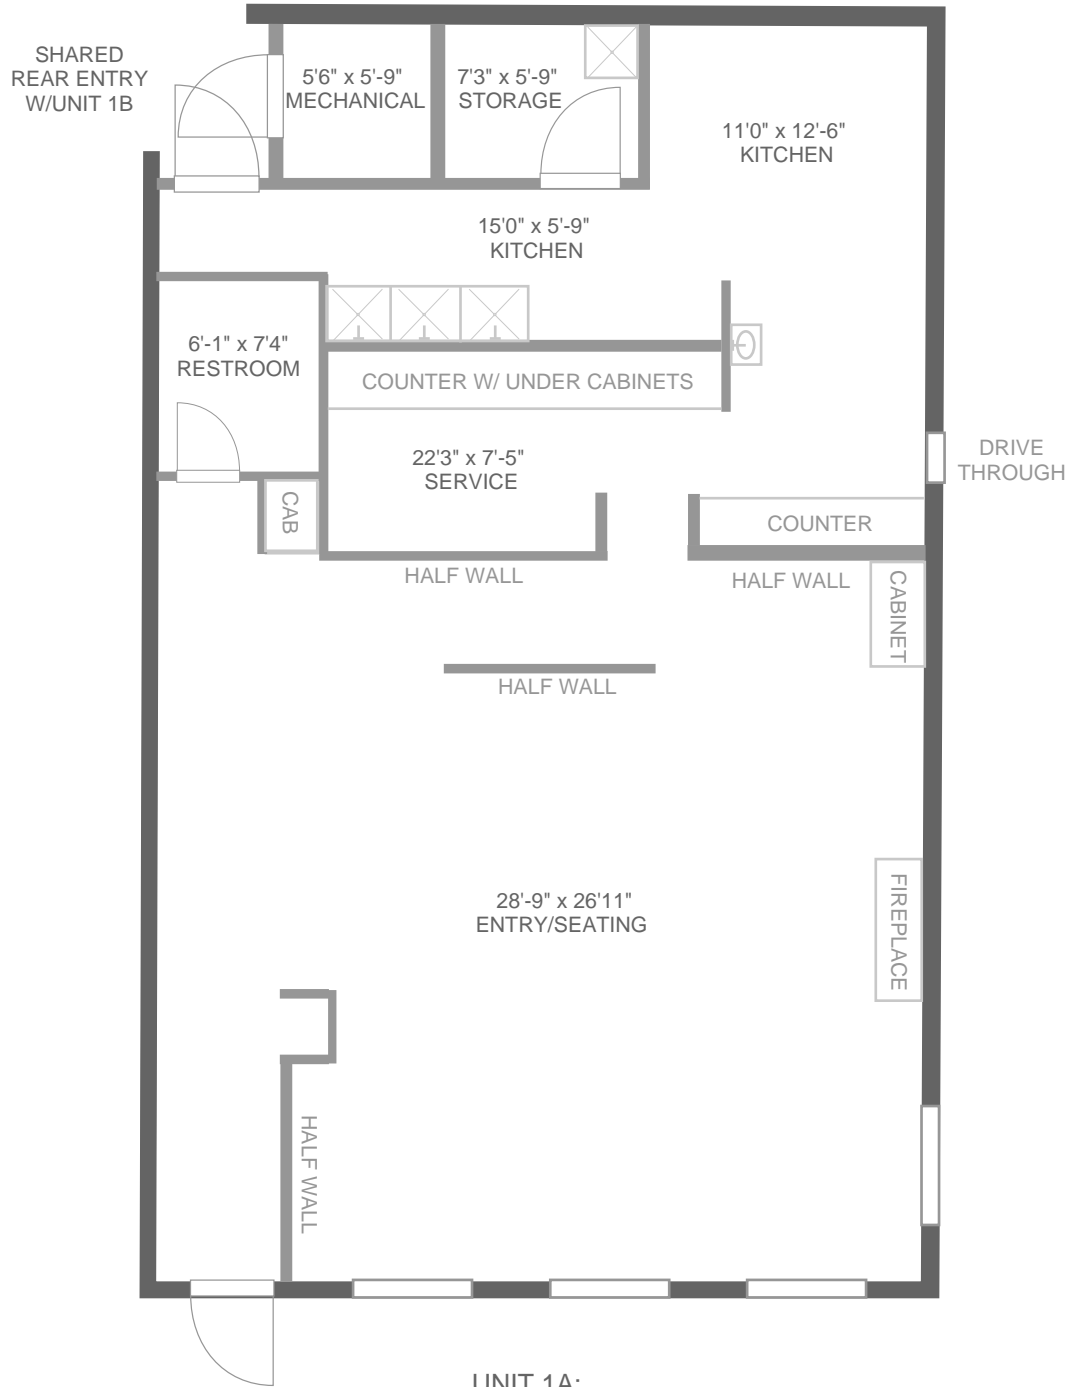 SHARED
REAR ENTRY
W/UNIT 1B
5'6" x 5'-9"
MECHANICAL
7'3" x 5'-9"
STORAGE
11'0" x 12'-6"
KITCHEN
15'0" x 5'-9"
KITCHEN
6'-1" x 7'4"
RESTROOM
COUNTER W/ UNDER CABINETS
22'3" x 7'-5"
SERVICE
DRIVE
THROUGH
CAB
COUNTER
HALF WALL
HALF WALL
CABINET
HALF WALL
28'-9" x 26'11"
ENTRY/SEATING
FIREPLACE
HALF WALL
UNIT 1A: